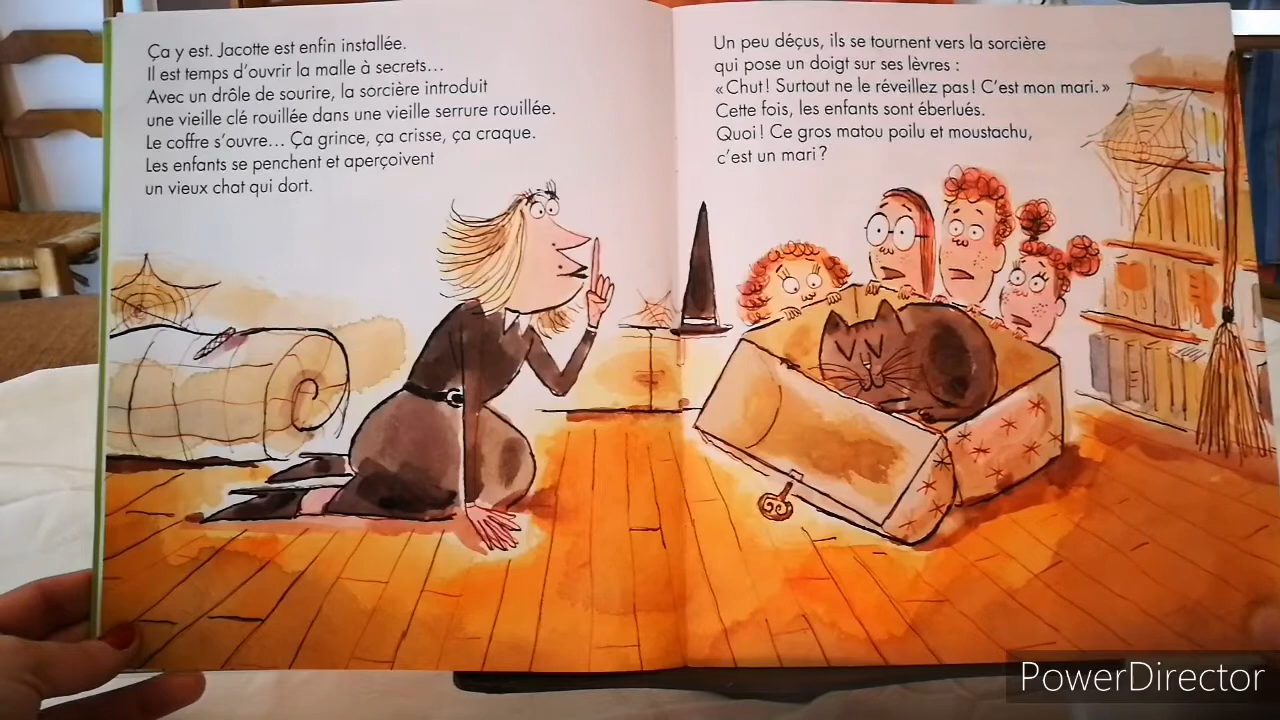 Ça y est. Jacotte est enfin installée.
Il est temps d'ouvrir la malle à secrets...
Avec un drôle de sourire, la sorcière introduit
une vieille clé rouillée dans une vieille serrure rouillée.
Le coffre s'ouvre... Ça grince, ça crisse, ça craque.
Les enfants se penchent et aperçoivent
un vieux chat qui dort.
Un peu déçus, ils se tournent vers la sorcière
qui pose un doigt sur ses lèvres :
« Chut ! Surtout ne le réveillez pas ! C'est mon mari. »
Cette fois, les enfants sont éberlués.
Quoi ! Ce gros matou poilu et moustachu,
c'est un mari ?
PowerDirector